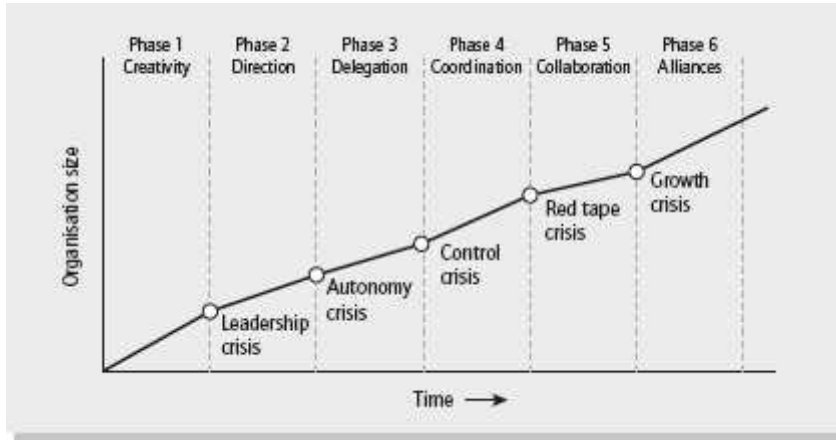 Phase 1
Creativity
Phase 2
Direction
Phase 3
Delegation
Phase 4
Coordination
Phase 5
Collaboration
Phase 6
Alliances
Organisation size
Growth
crisis
Red tape
crisis
Control
crisis
Autonomy
crisis
Leadership
crisis
Time